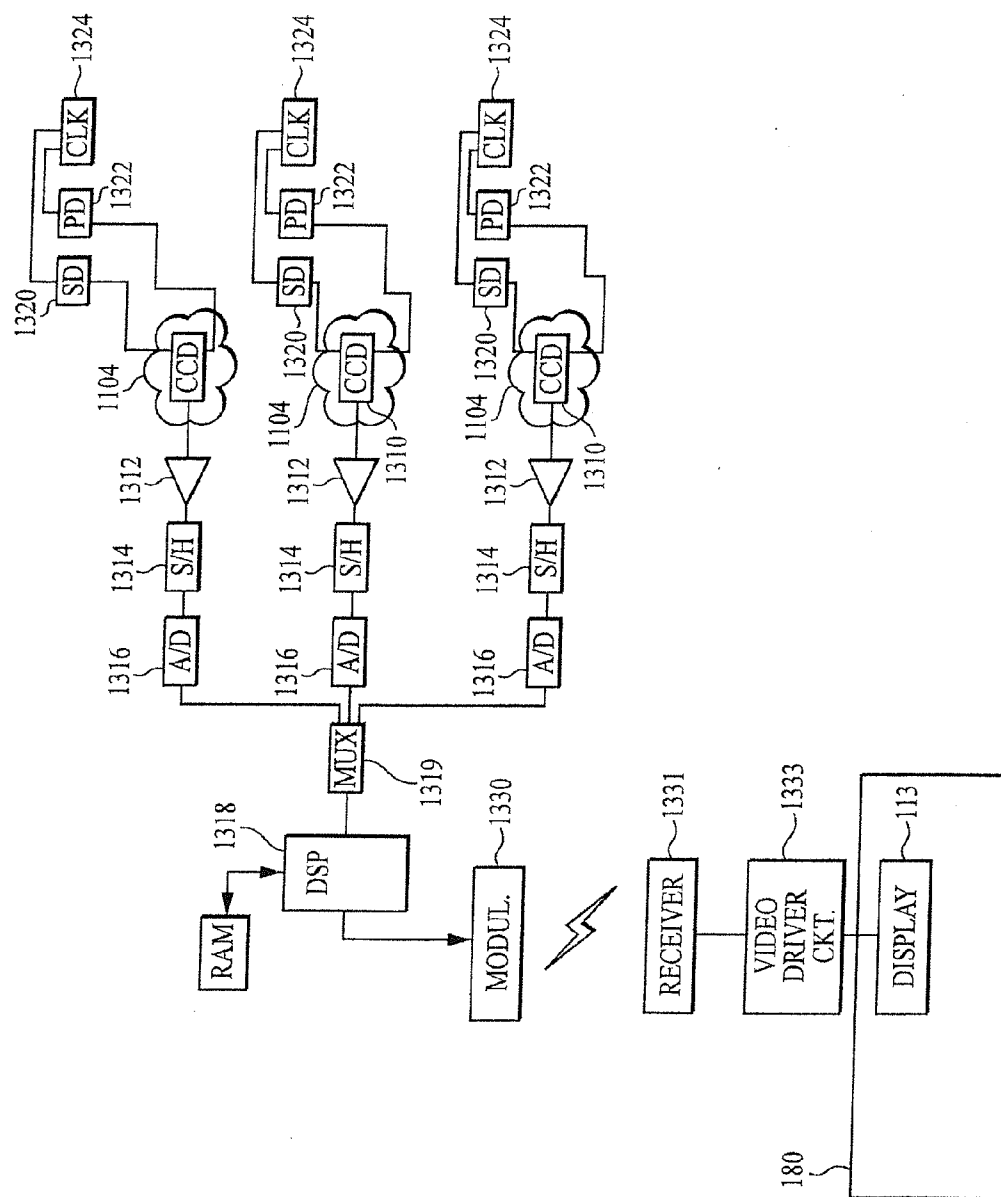 1320
SD
PD
1322
CLK
1324
1316
A/D
1314
S/H
1312
1104
CCD
RAM
1318
DSP
MUX
1319
1316
A/D
1314
S/H
1312
1104
CCD
1310
1320
SD
PD
1322
CLK
1324
1316
A/D
1314
S/H
1312
1104
CCD
1310
1320
SD
PD
1322
CLK
1324
MODUL.
1330
RECEIVER
1331
VIDEO
DRIVER
CKT.
1333
180
DISPLAY
113